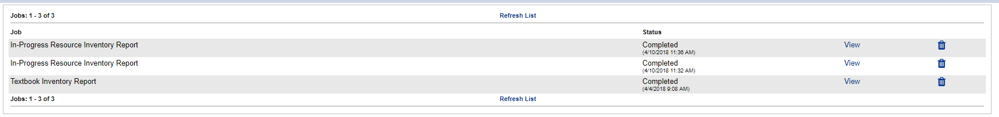 Jobs: 1 - 3 of 3 Refresh List
Job Status
In-Progress Resource Inventory Report Completed View
(4/10/2018 11:36 AM)
In-Progress Resource Inventory Report Completed View
(4/10/2018 11:32 AM)
Textbook Inventory Report Completed View
(4/4/2018 9:08 AM)
Jobs: 1 - 3 of 3 Refresh List